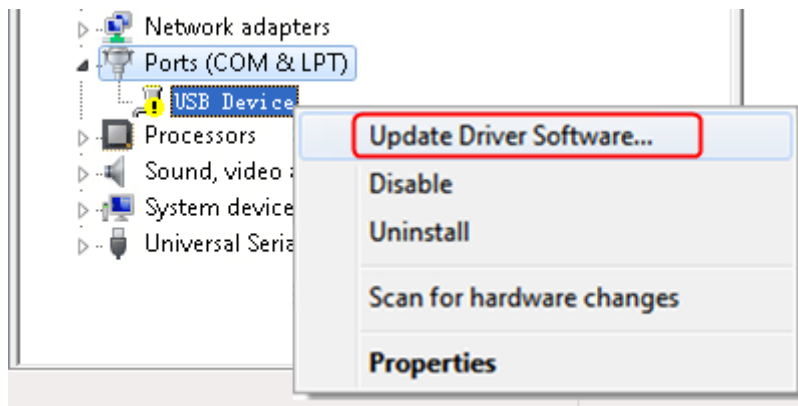 Network adapters
Ports (COM & LPT)
USB Device
Processors
Sound, video
System device
Universal Seria
Update Driver Software...
Disable
Uninstall
Scan for hardware changes
Properties